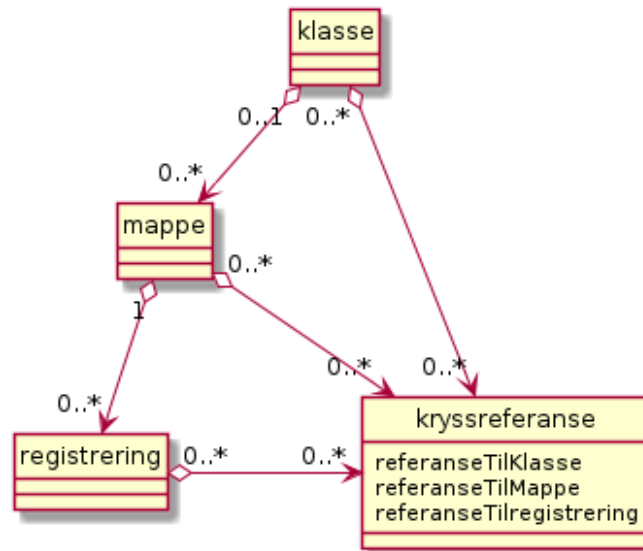 klasse
0..1
0..*
0..*
mappe
0..*
1
0..*
0..*
0..*
kryssreferanse
registrering
0..*
0..*
referanseTilKlasse
referanseTilMappe
referanseTilregistrering